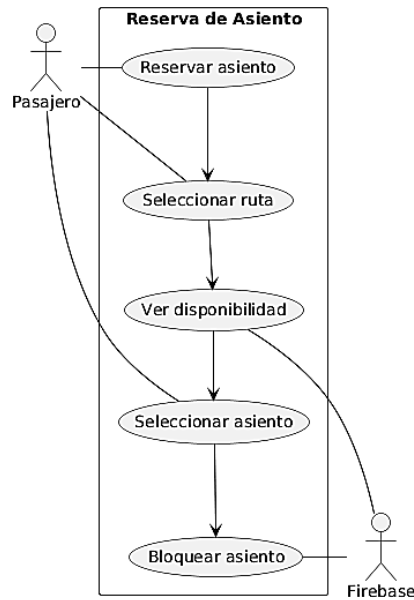 Reserva de Asiento
Reservar asiento
Pasajero
Seleccionar ruta
Ver disponibilidad
Seleccionar asiento
Bloquear asiento
Firebase